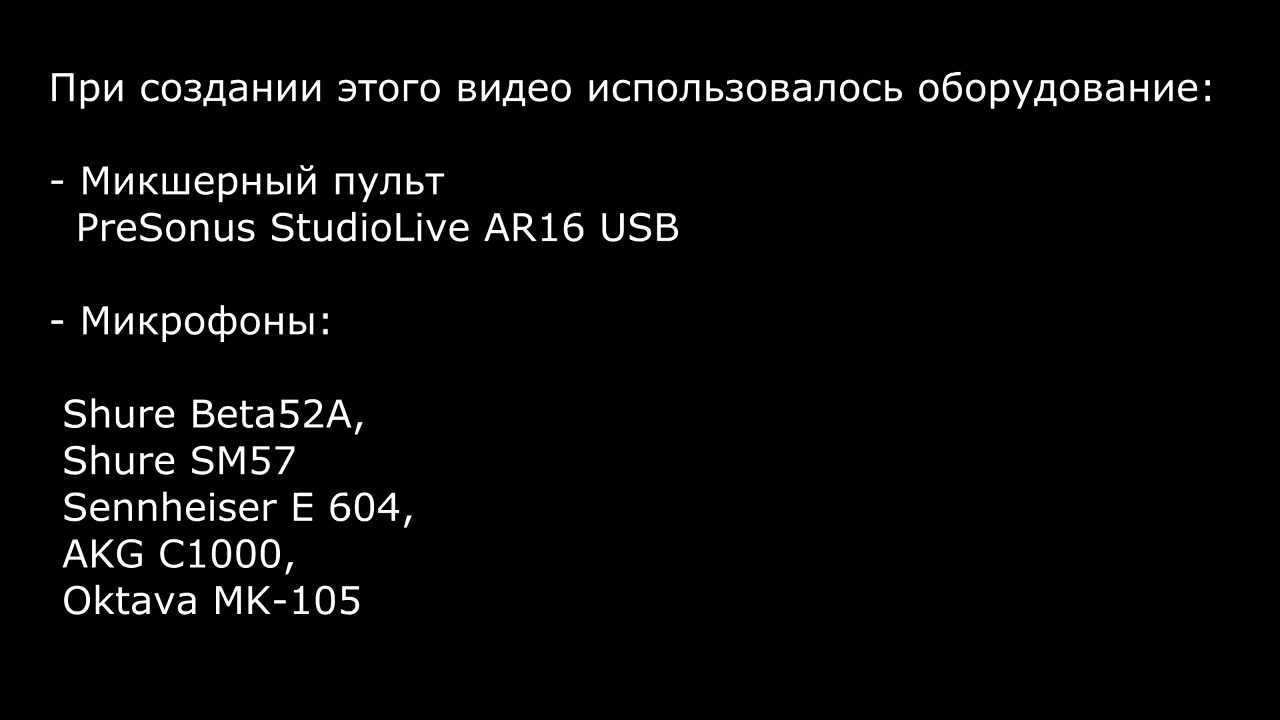 При создании этого видео использовалось оборудование:
- Микшерный пульт
PreSonus StudioLive AR16 USB
- Микрофоны:
Shure Beta52A,
Shure SM57
Sennheiser E 604,
AKG C1000,
Oktava MK-105